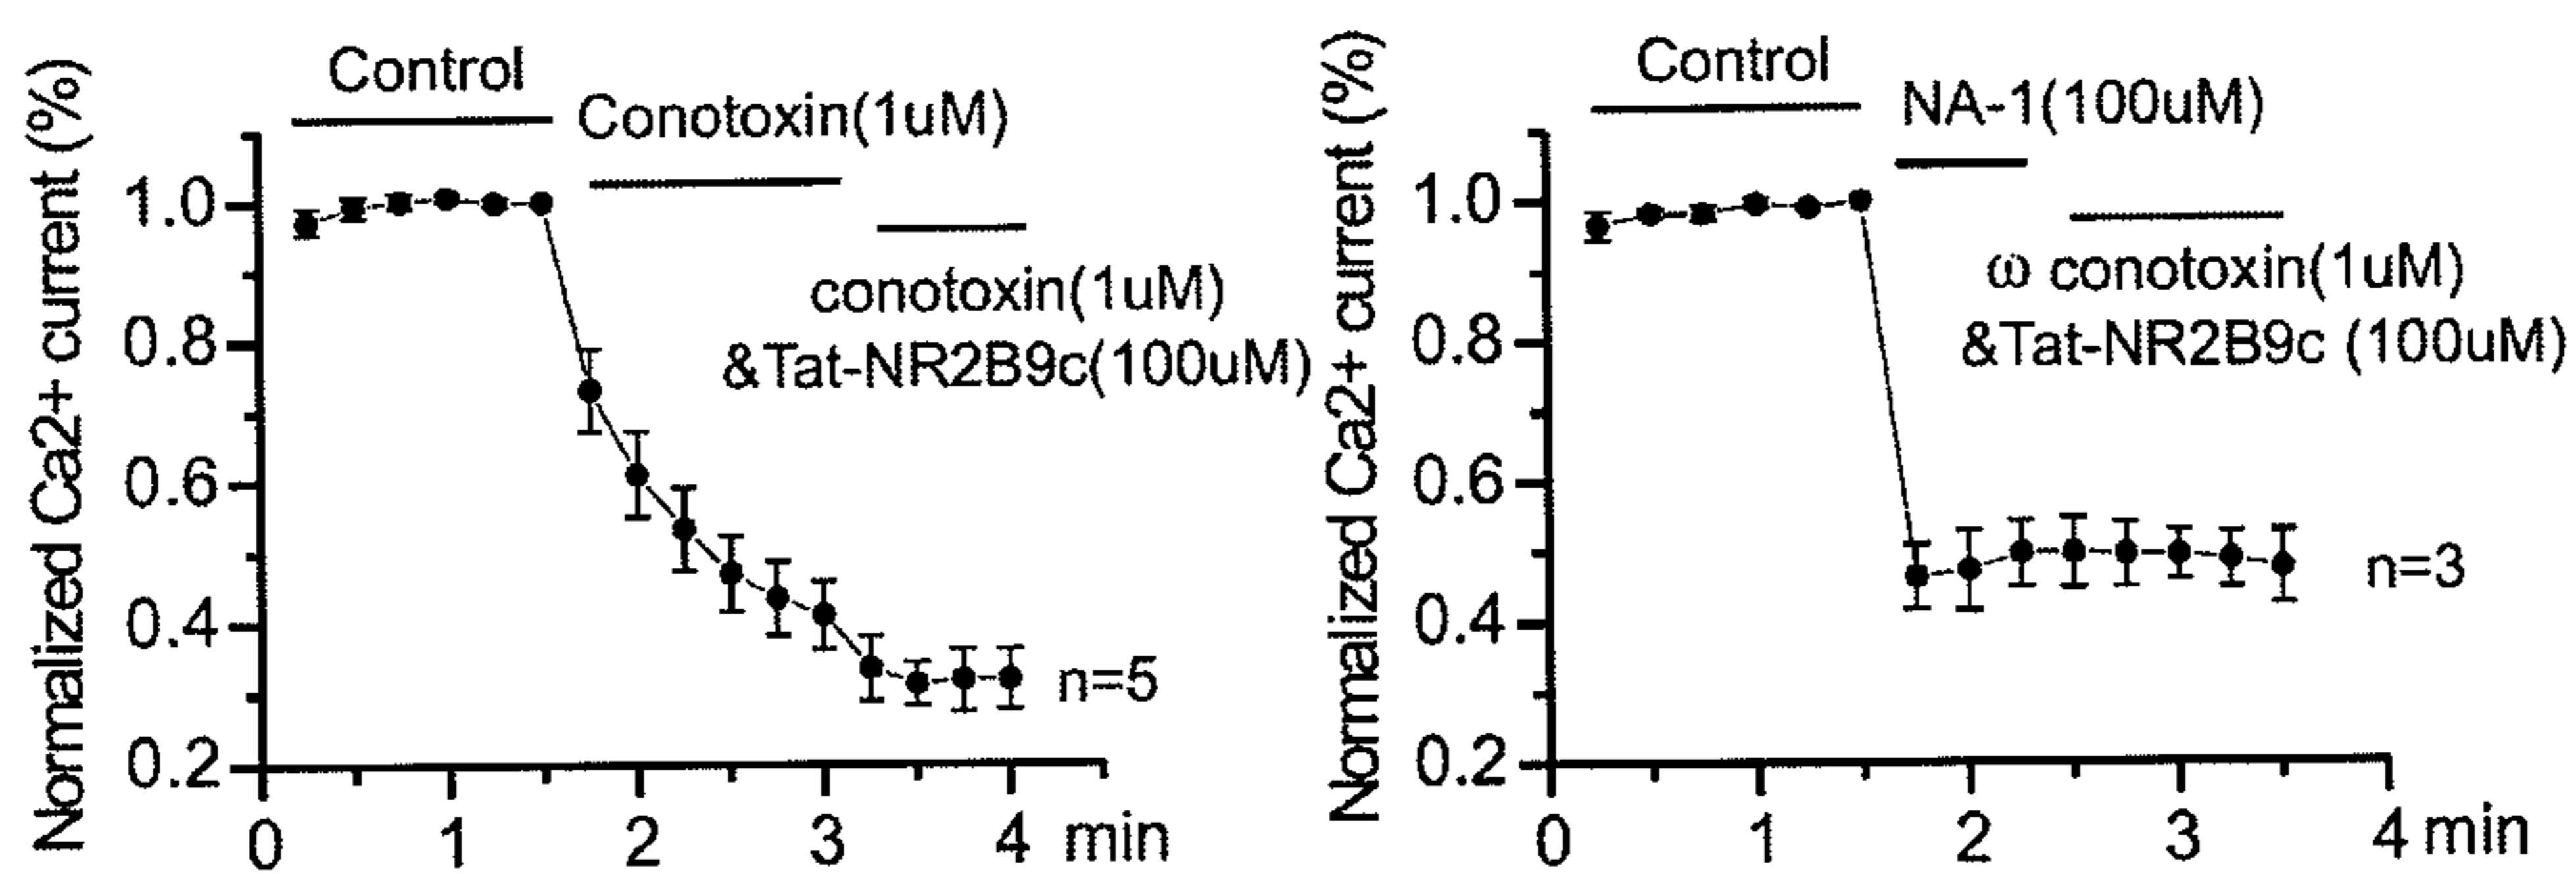 Normalized Ca2+ current (%)
Control
Conotoxin(1uM)
conotoxin(1uM)
&Tat-NR2B9c(100uM)
1.0
0.8
0.6
0.4
0.2
n=5
0 1 2 3 4 min
Normalized Ca2+ current (%)
Control
NA-1(100uM)
ω conotoxin(1uM)
&Tat-NR2B9c (100uM)
1.0
0.8
0.6
0.4
0.2
n=3
0 1 2 3 4 min